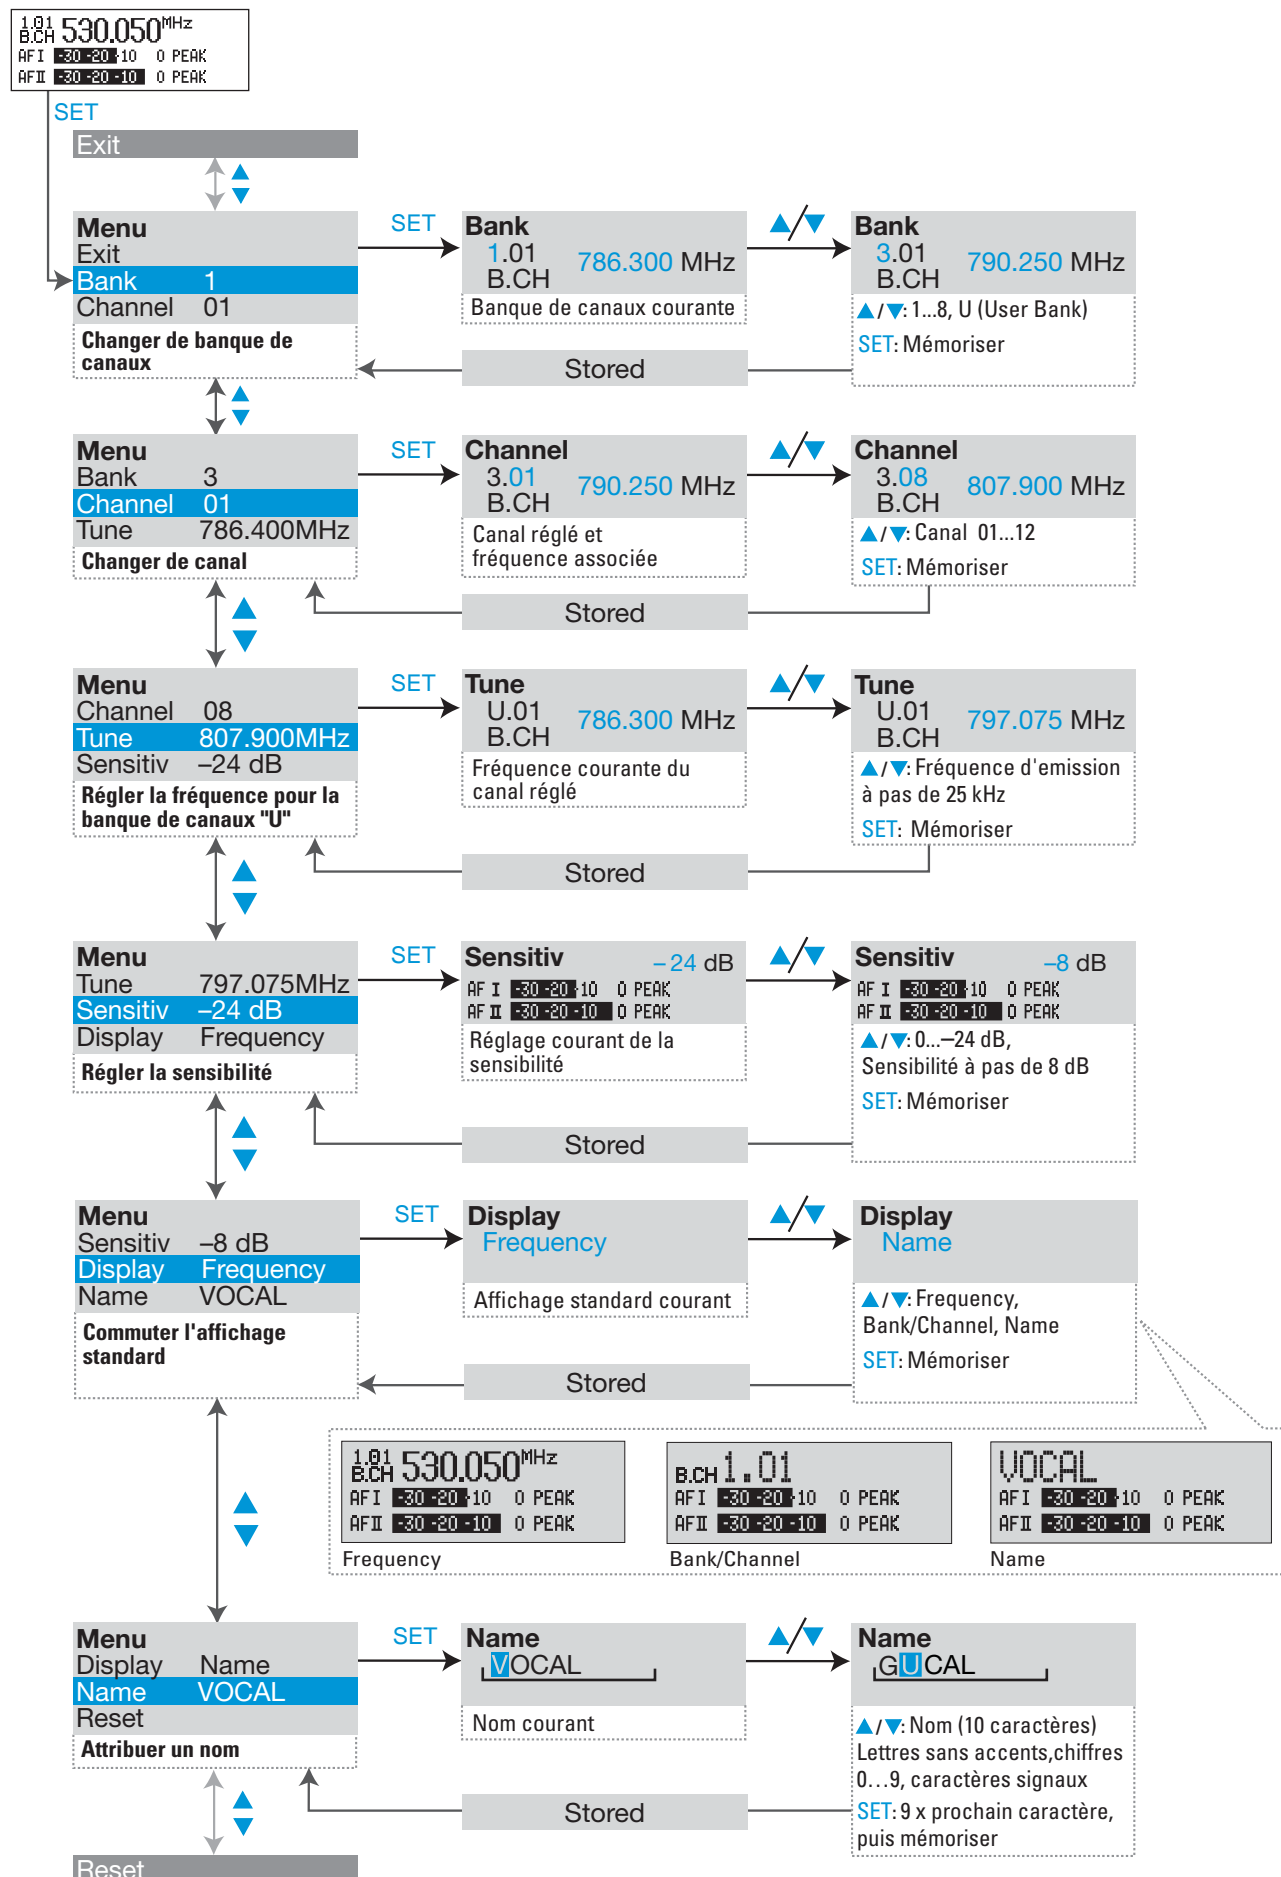 1.01
B.CH 530.050MHz
AF I -30 -20 -10 0 PEAK
AF II -30 -20 -10 0 PEAK
SET
Exit
Menu
Exit
Bank 1
Channel 01
Changer de banque de
canaux
SET
Bank
1.01
B.CH
786.300 MHz
Banque de canaux courante
Bank
3.01
B.CH
790.250 MHz
▲/▼: 1...8, U (User Bank)
SET: Mémoriser
Stored
Menu
Bank 3
Channel 01
Tune 786.400MHz
Changer de canal
SET
Channel
3.01
B.CH
790.250 MHz
Canal réglé et
fréquence associée
Channel
3.08
B.CH
807.900 MHz
▲/▼: Canal 01...12
SET: Mémoriser
Stored
Menu
Channel 08
Tune 807.900MHz
Sensitiv –24 dB
Régler la fréquence pour la
banque de canaux "U"
SET
Tune
U.01
B.CH
786.300 MHz
Fréquence courante du
canal réglé
Tune
U.01
B.CH
797.075 MHz
▲/▼: Fréquence d'emission
à pas de 25 kHz
SET: Mémoriser
Stored
Menu
Tune 797.075MHz
Sensitiv –24 dB
Display Frequency
Régler la sensibilité
SET
Sensitiv – 24 dB
AF I -30 -20 -10 0 PEAK
AF II -30 -20 -10 0 PEAK
Réglage courant de la
sensibilité
Sensitiv –8 dB
AF I -30 -20 -10 0 PEAK
AF II -30 -20 -10 0 PEAK
▲/▼: 0...–24 dB,
Sensibilité à pas de 8 dB
SET: Mémoriser
Stored
Menu
Sensitiv –8 dB
Display Frequency
Name VOCAL
Commuter l'affichage
standard
SET
Display
Frequency
Affichage standard courant
Display
Name
▲/▼: Frequency,
Bank/Channel, Name
SET: Mémoriser
Stored
1.01
B.CH 530.050MHz
AF I -30 -20 -10 0 PEAK
AF II -30 -20 -10 0 PEAK
Frequency
B.CH 1.01
AF I -30 -20 -10 0 PEAK
AF II -30 -20 -10 0 PEAK
Bank/Channel
VOCAL
AF I -30 -20 -10 0 PEAK
AF II -30 -20 -10 0 PEAK
Name
Menu
Display Name
Name VOCAL
Reset
Attribuer un nom
SET
Name
VOCAL
Nom courant
Name
GUCAL
▲/▼: Nom (10 caractères)
Lettres sans accents,chiffres
0...9, caractères signaux
SET: 9 x prochain caractère,
puis mémoriser
Stored
Reset